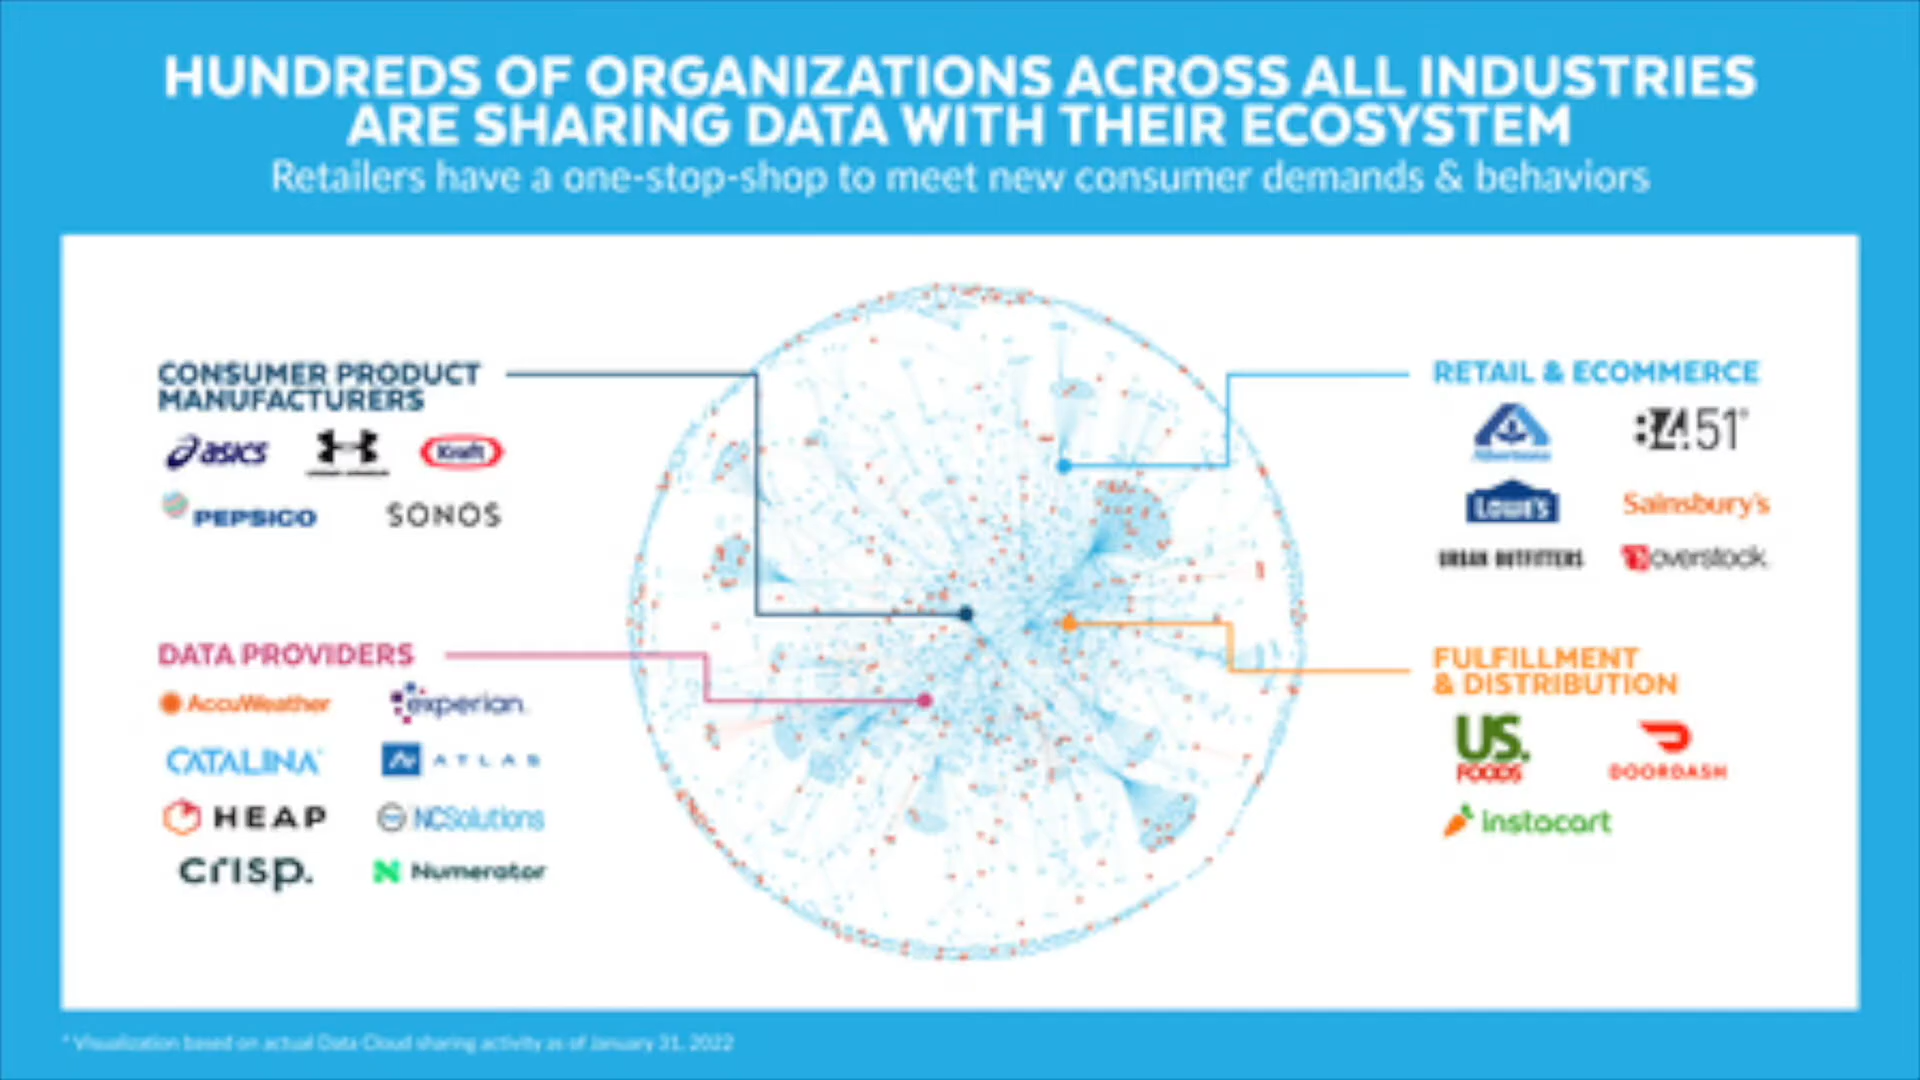 HUNDREDS OF ORGANIZATIONS ACROSS ALL INDUSTRIES
ARE SHARING DATA WITH THEIR ECOSYSTEM
Retailers have a one-stop-shop to meet new consumer demands & behaviors
CONSUMER PRODUCT
MANUFACTURERS
asics
Kraft
PEPSICO
SONOS
DATA PROVIDERS
AccuWeather
experian.
CATALINA
ATLAS
HEAP
NCSolutions
crisp.
Numerator
RETAIL & ECOMMERCE
Albertsons
84.51°
LOWE'S
Sainsbury's
URBAN OUTFITTERS
overstock.
FULFILLMENT
& DISTRIBUTION
US.
FOODS
DOORDASH
instacart
* Visualization based on actual Data Cloud sharing activity as of January 31, 2022